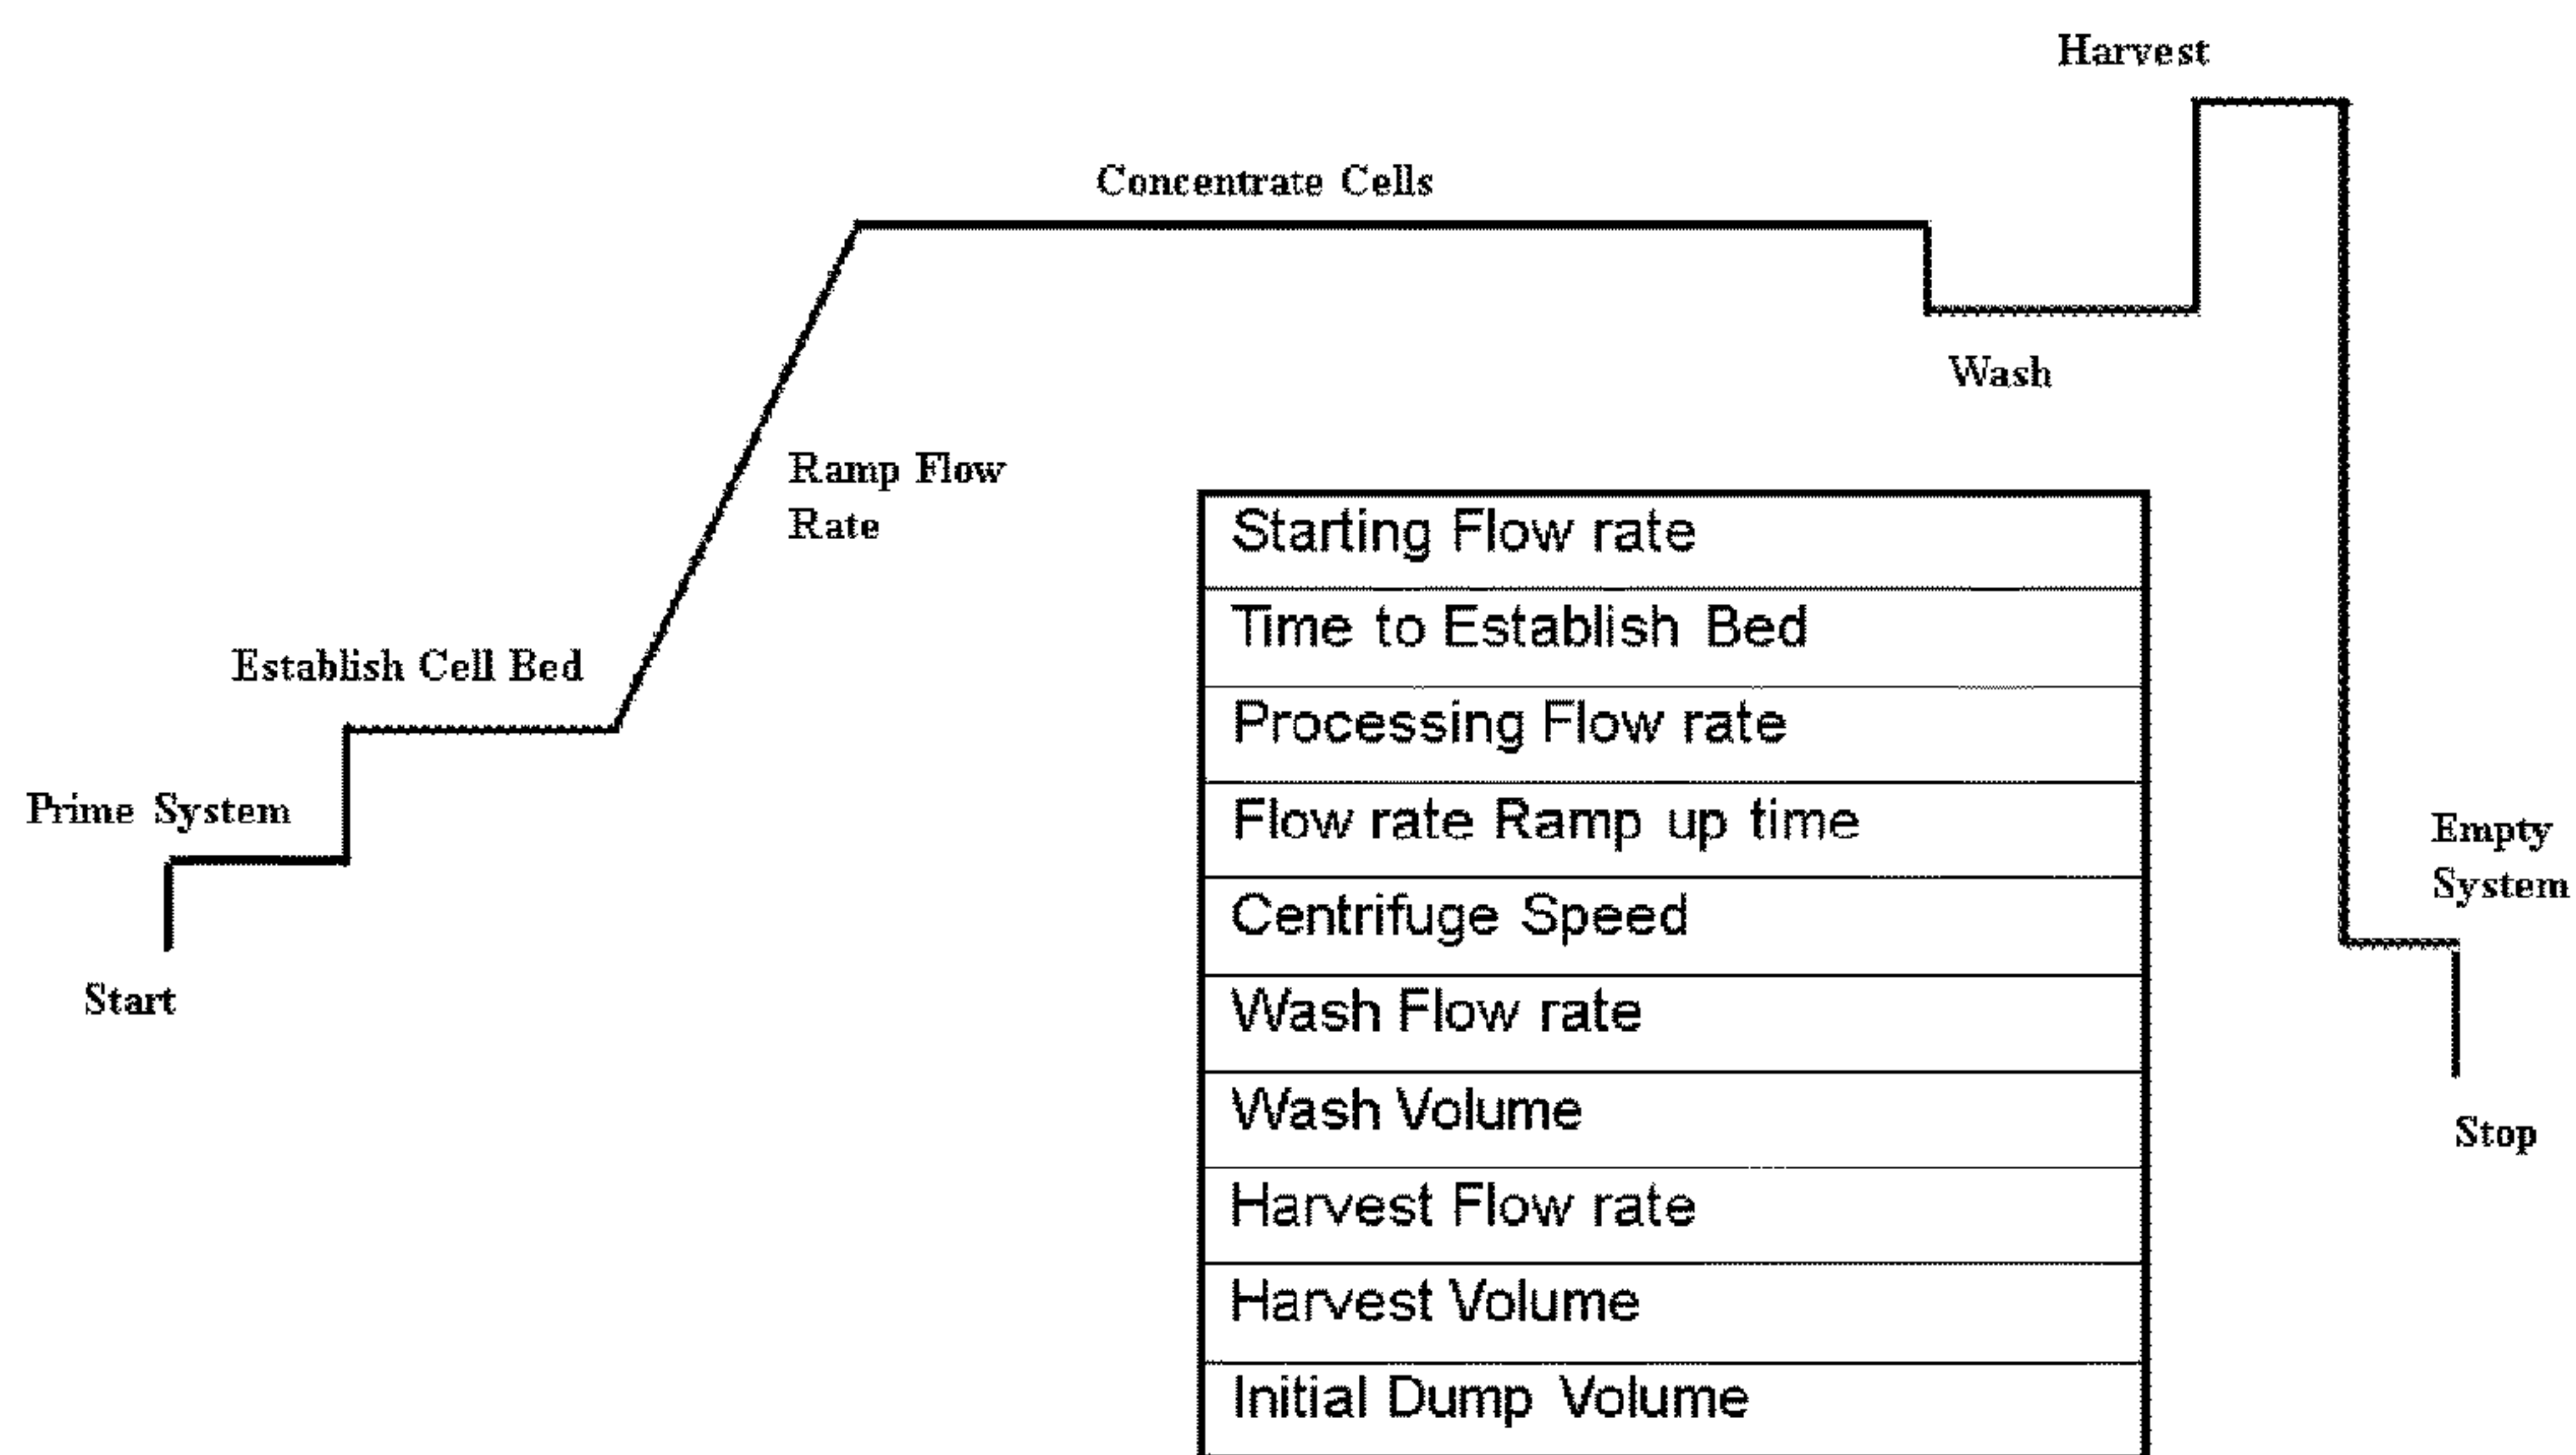 Harvest
Concentrate Cells
Wash
Ramp Flow
Rate
Establish Cell Bed
Prime System
Start
Empty
System
Stop
Starting Flow rate
Time to Establish Bed
Processing Flow rate
Flow rate Ramp up time
Centrifuge Speed
Wash Flow rate
Wash Volume
Harvest Flow rate
Harvest Volume
Initial Dump Volume